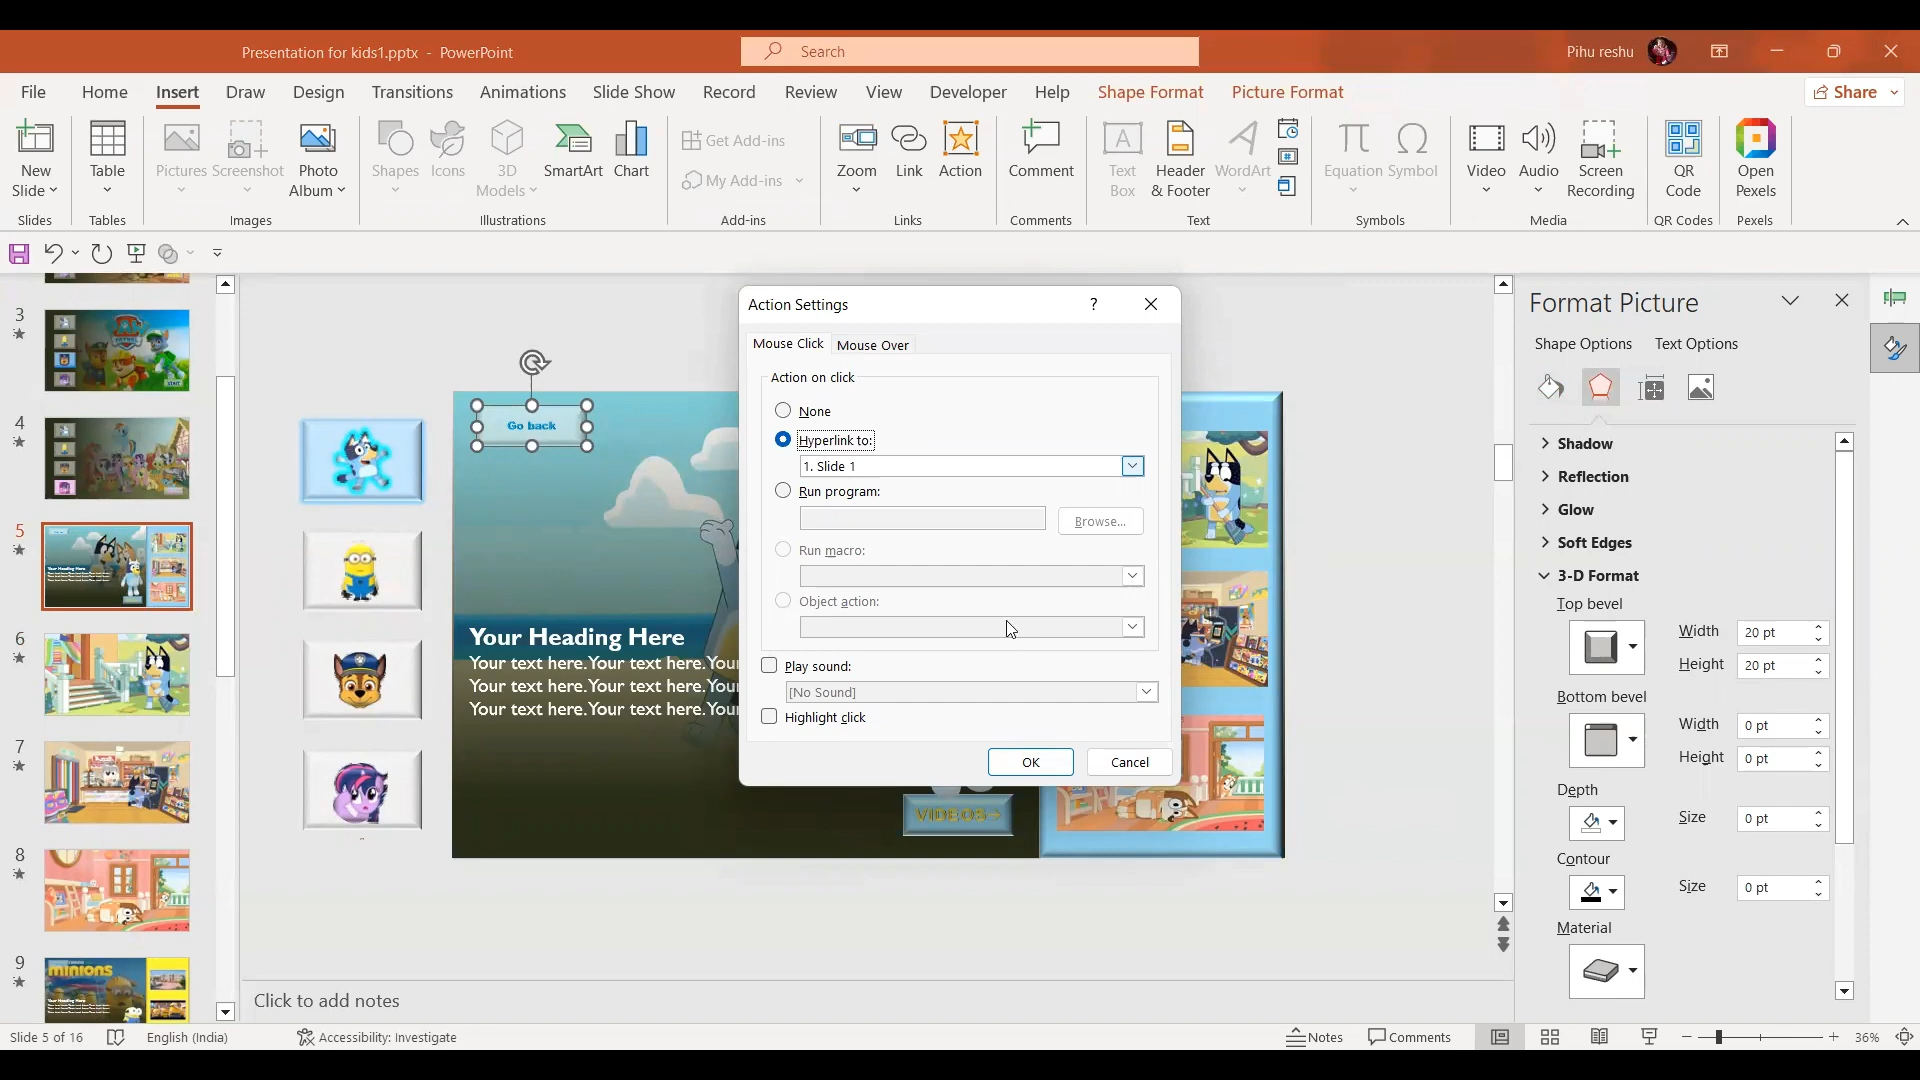 Presentation for kids1.pptx - PowerPoint
Search
Pihu reshu
File Home Insert Draw Design Transitions Animations Slide Show Record Review View Developer Help Shape Format Picture Format
Share
New Slide
Table
Pictures
Screenshot
Photo Album
Shapes
Icons
3D Models
SmartArt
Chart
Get Add-ins
My Add-ins
Zoom
Link
Action
Comment
Text Box
Header & Footer
WordArt
Equation
Symbol
Video
Audio
Screen Recording
QR Code
Open Pexels
Slides Tables Images Illustrations Add-ins Links Comments Text Symbols Media QR Codes Pexels
3
4
5
6
7
8
9
minions
Go back
Your Heading Here
Your text here.Your text here.You
Your text here.Your text here.You
Your text here.Your text here.You
VIDEOS→
Action Settings
?
Mouse Click Mouse Over
Action on click
None
Hyperlink to:
1. Slide 1
Run program:
Browse...
Run macro:
Object action:
Play sound:
[No Sound]
Highlight click
OK Cancel
Format Picture
Shape Options Text Options
Shadow
Reflection
Glow
Soft Edges
3-D Format
Top bevel
Width 20 pt
Height 20 pt
Bottom bevel
Width 0 pt
Height 0 pt
Depth
Size 0 pt
Contour
Size 0 pt
Material
Click to add notes
Slide 5 of 16 English (India) Accessibility: Investigate Notes Comments 36%